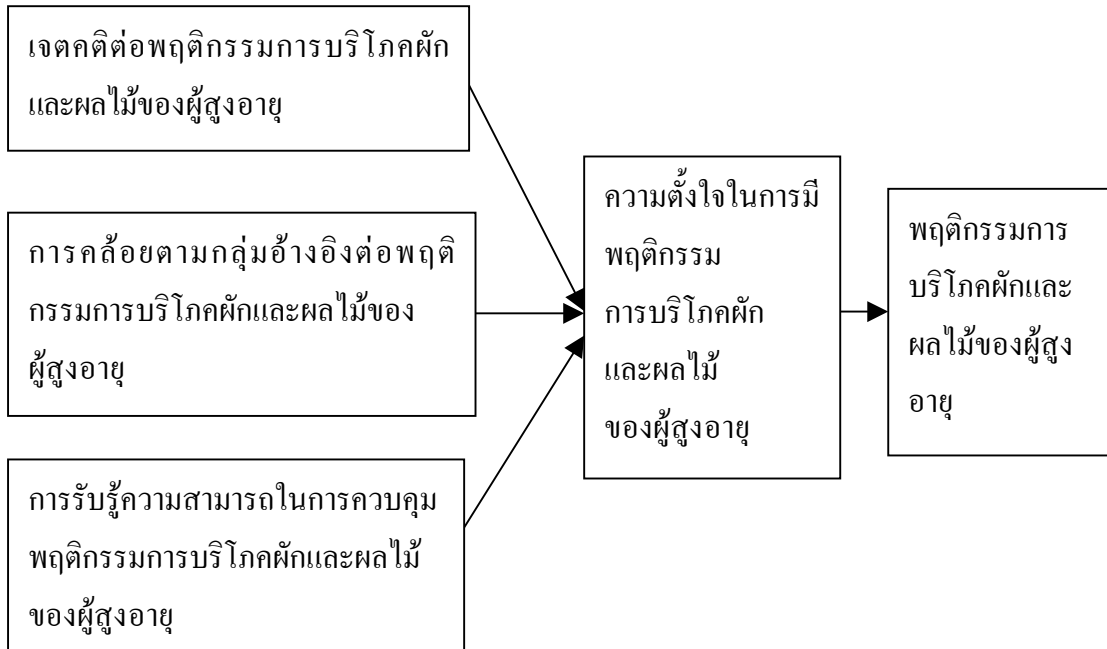 เจตคติต่อพฤติกรรมการบริโภคผัก
และผลไม้ของผู้สูงอายุ
การคล้อยตามกลุ่มอ้างอิงต่อพฤติ
กรรมการบริโภคผักและผลไม้ของ
ผู้สูงอายุ
การรับรู้ความสามารถในการควบคุม
พฤติกรรมการบริโภคผักและผลไม้
ของผู้สูงอายุ
ความตั้งใจในการมี
พฤติกรรม
การบริโภคผัก
และผลไม้
ของผู้สูงอายุ
พฤติกรรมการ
บริโภคผักและ
ผลไม้ของผู้สูง
อายุ